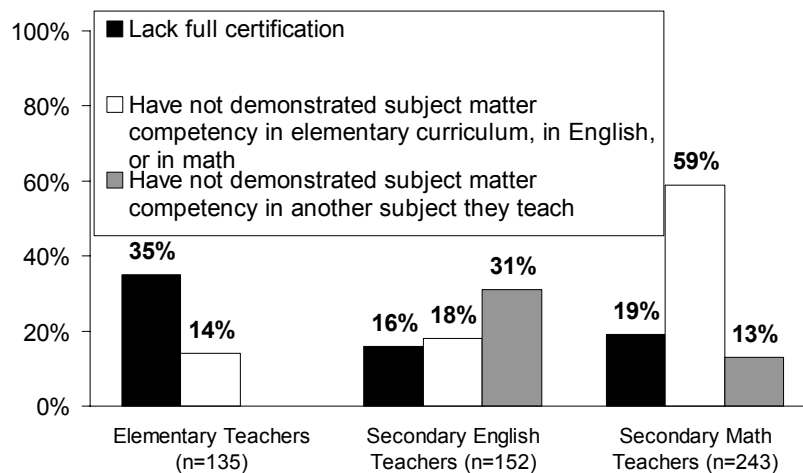 100%
Lack full certification
80%
Have not demonstrated subject matter
competency in elementary curriculum, in English,
or in math
59%
60%
Have not demonstrated subject matter
competency in another subject they teach
40%
35%
31%
20%
14%
16%
18%
19%
13%
0%
Elementary Teachers
(n=135)
Secondary English
Teachers (n=152)
Secondary Math
Teachers (n=243)